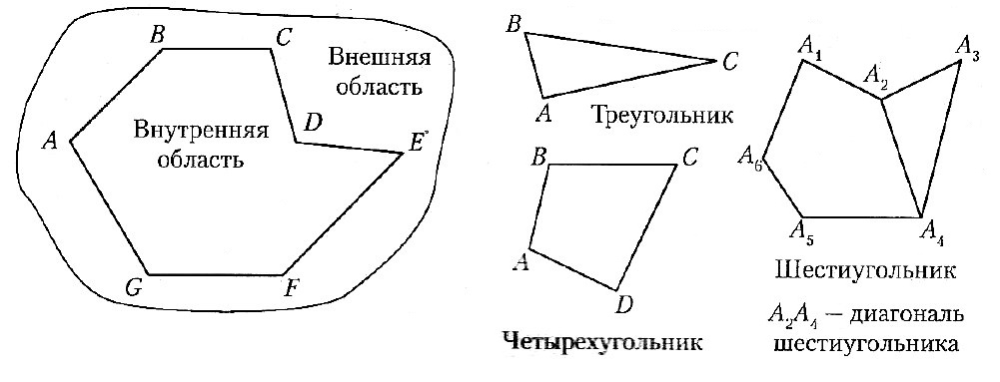 B
C
Внешняя
область
A
Внутренняя
область
D
E
G
F
B
C
A
Треугольник
B
C
A
D
Четырехугольник
A₁
A₂
A₃
A₆
A₅
A₄
Шестиугольник
A₂A₄ – диагональ
шестиугольника